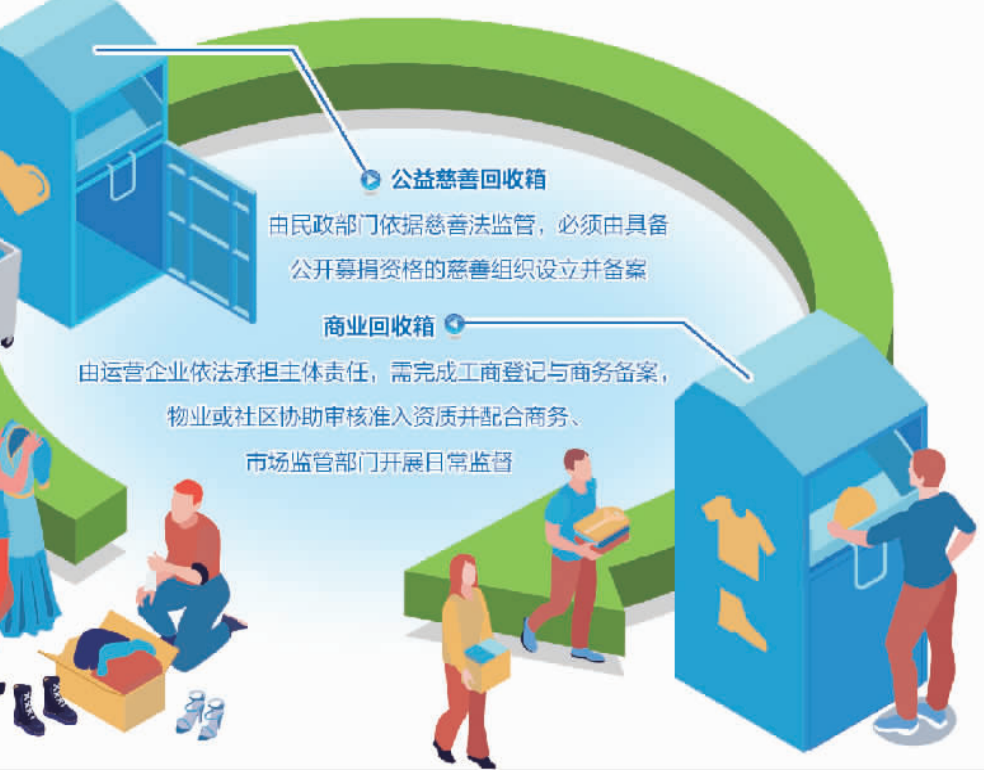 公益慈善回收箱
由民政部门依据慈善法监管，必须由具备
公开募捐资格的慈善组织设立并备案
商业回收箱
由运营企业依法承担主体责任，需完成工商登记与商务备案，
物业或社区协助审核准入资质并配合商务、
市场监管部门开展日常监督